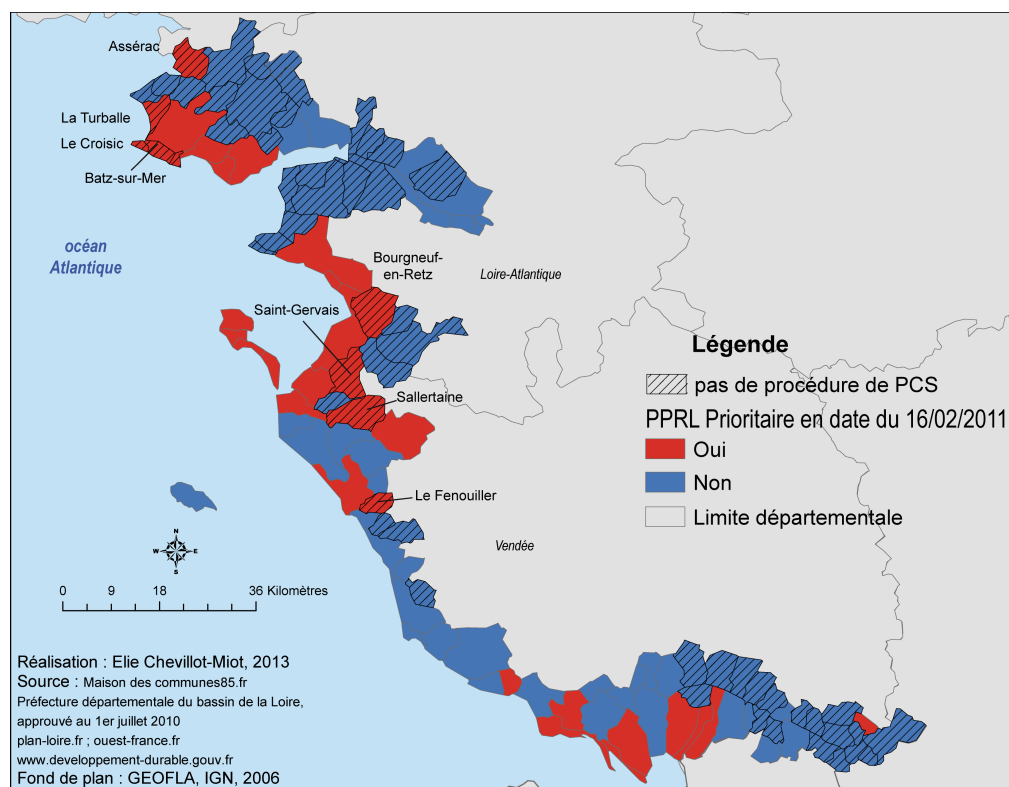 Assérac
La Turballe
Le Croisic
Batz-sur-Mer
océan
Atlantique
Bourgneuf-
en-Retz
Loire-Atlantique
Saint-Gervais
Sallertaine
Le Fenouiller
Vendée
Légende
pas de procédure de PCS
PPRL Prioritaire en date du 16/02/2011
Oui
Non
Limite départementale
N
W E
S
0 9 18 36 Kilomètres
Réalisation : Elie Chevillot-Miot, 2013
Source : Maison des communes85.fr
Préfecture départementale du bassin de la Loire,
approuvé au 1er juillet 2010
plan-loire.fr ; ouest-france.fr
www.developpement-durable.gouv.fr
Fond de plan : GEOFLA, IGN, 2006